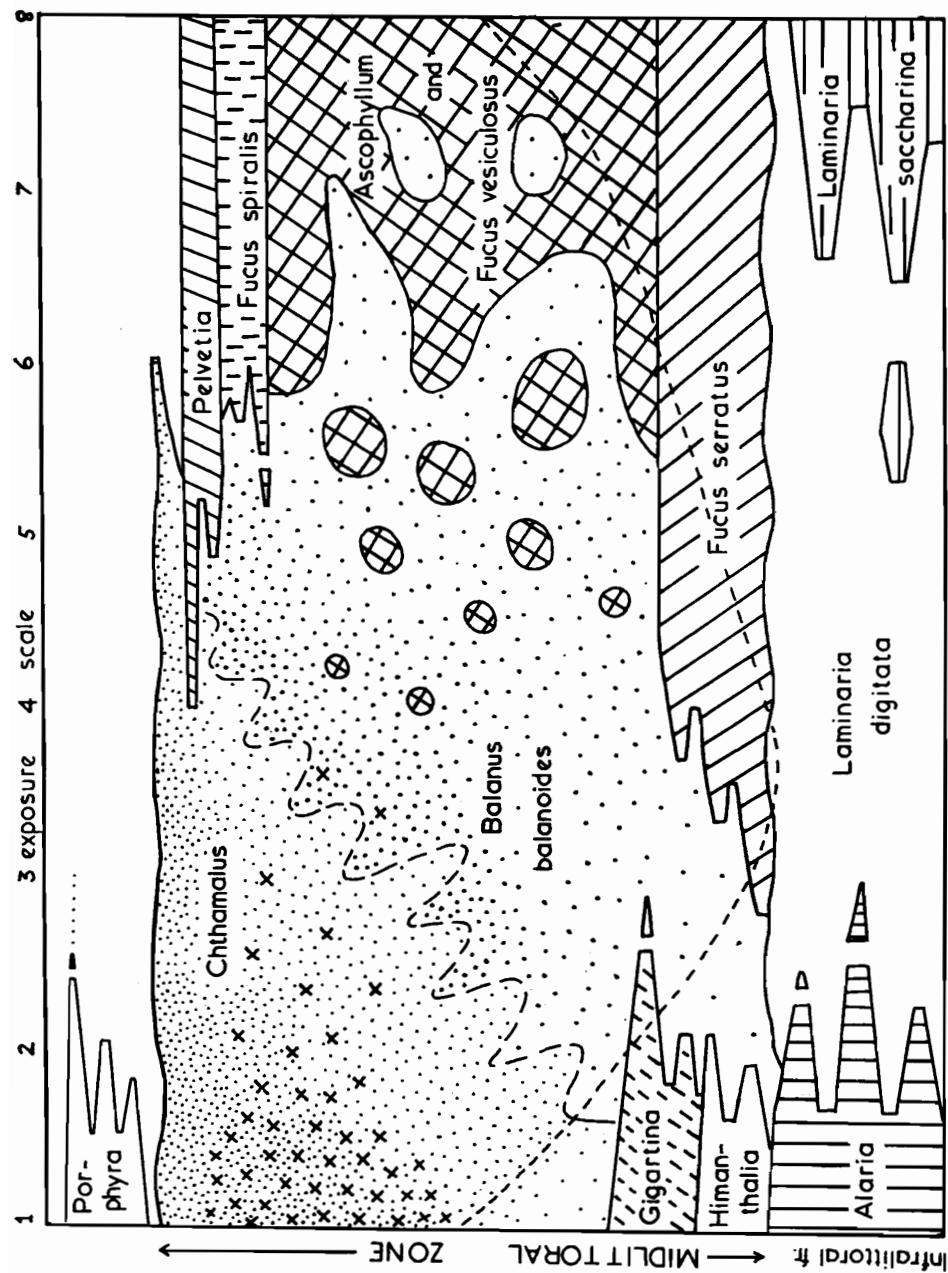 1 2 3 exposure 4 scale 5 6 7 8
Por-
phyra
Chthamalus
Pelvetia
Fucus spiralis
Ascophyllum
and
Fucus vesiculosus
Balanus
balanoides
Gigartina
Himan-
thalia
Fucus serratus
Alaria
Laminaria
digitata
Laminaria
saccharina
MIDLITTORAL ZONE
Infralittoral fr.